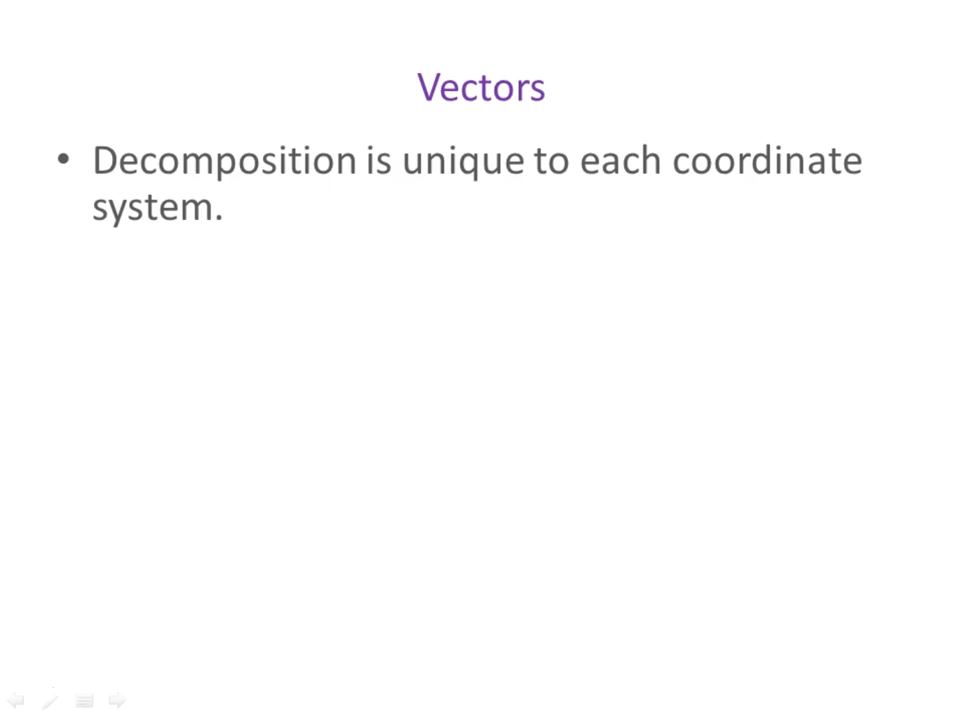 Vectors
• Decomposition is unique to each coordinate
system.